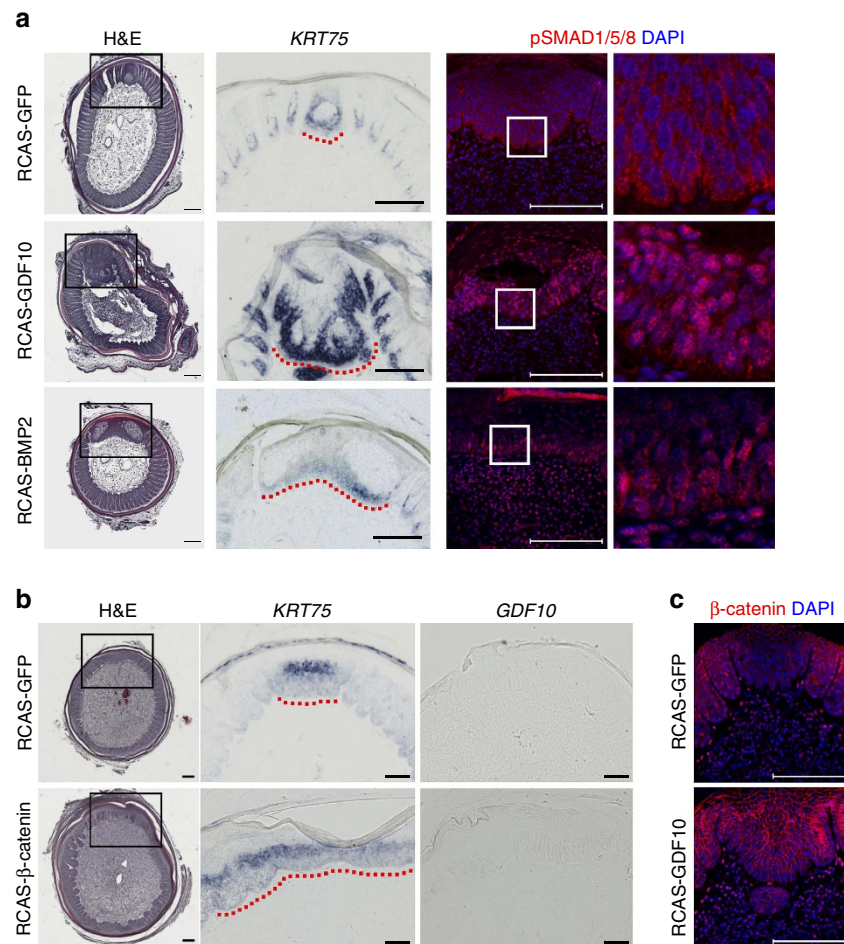 a
H&E
KRT75
pSMAD1/5/8 DAPI
RCAS-GFP
RCAS-GDF10
RCAS-BMP2
b
H&E
KRT75
GDF10
RCAS-GFP
RCAS-β-catenin
c
β-catenin DAPI
RCAS-GFP
RCAS-GDF10